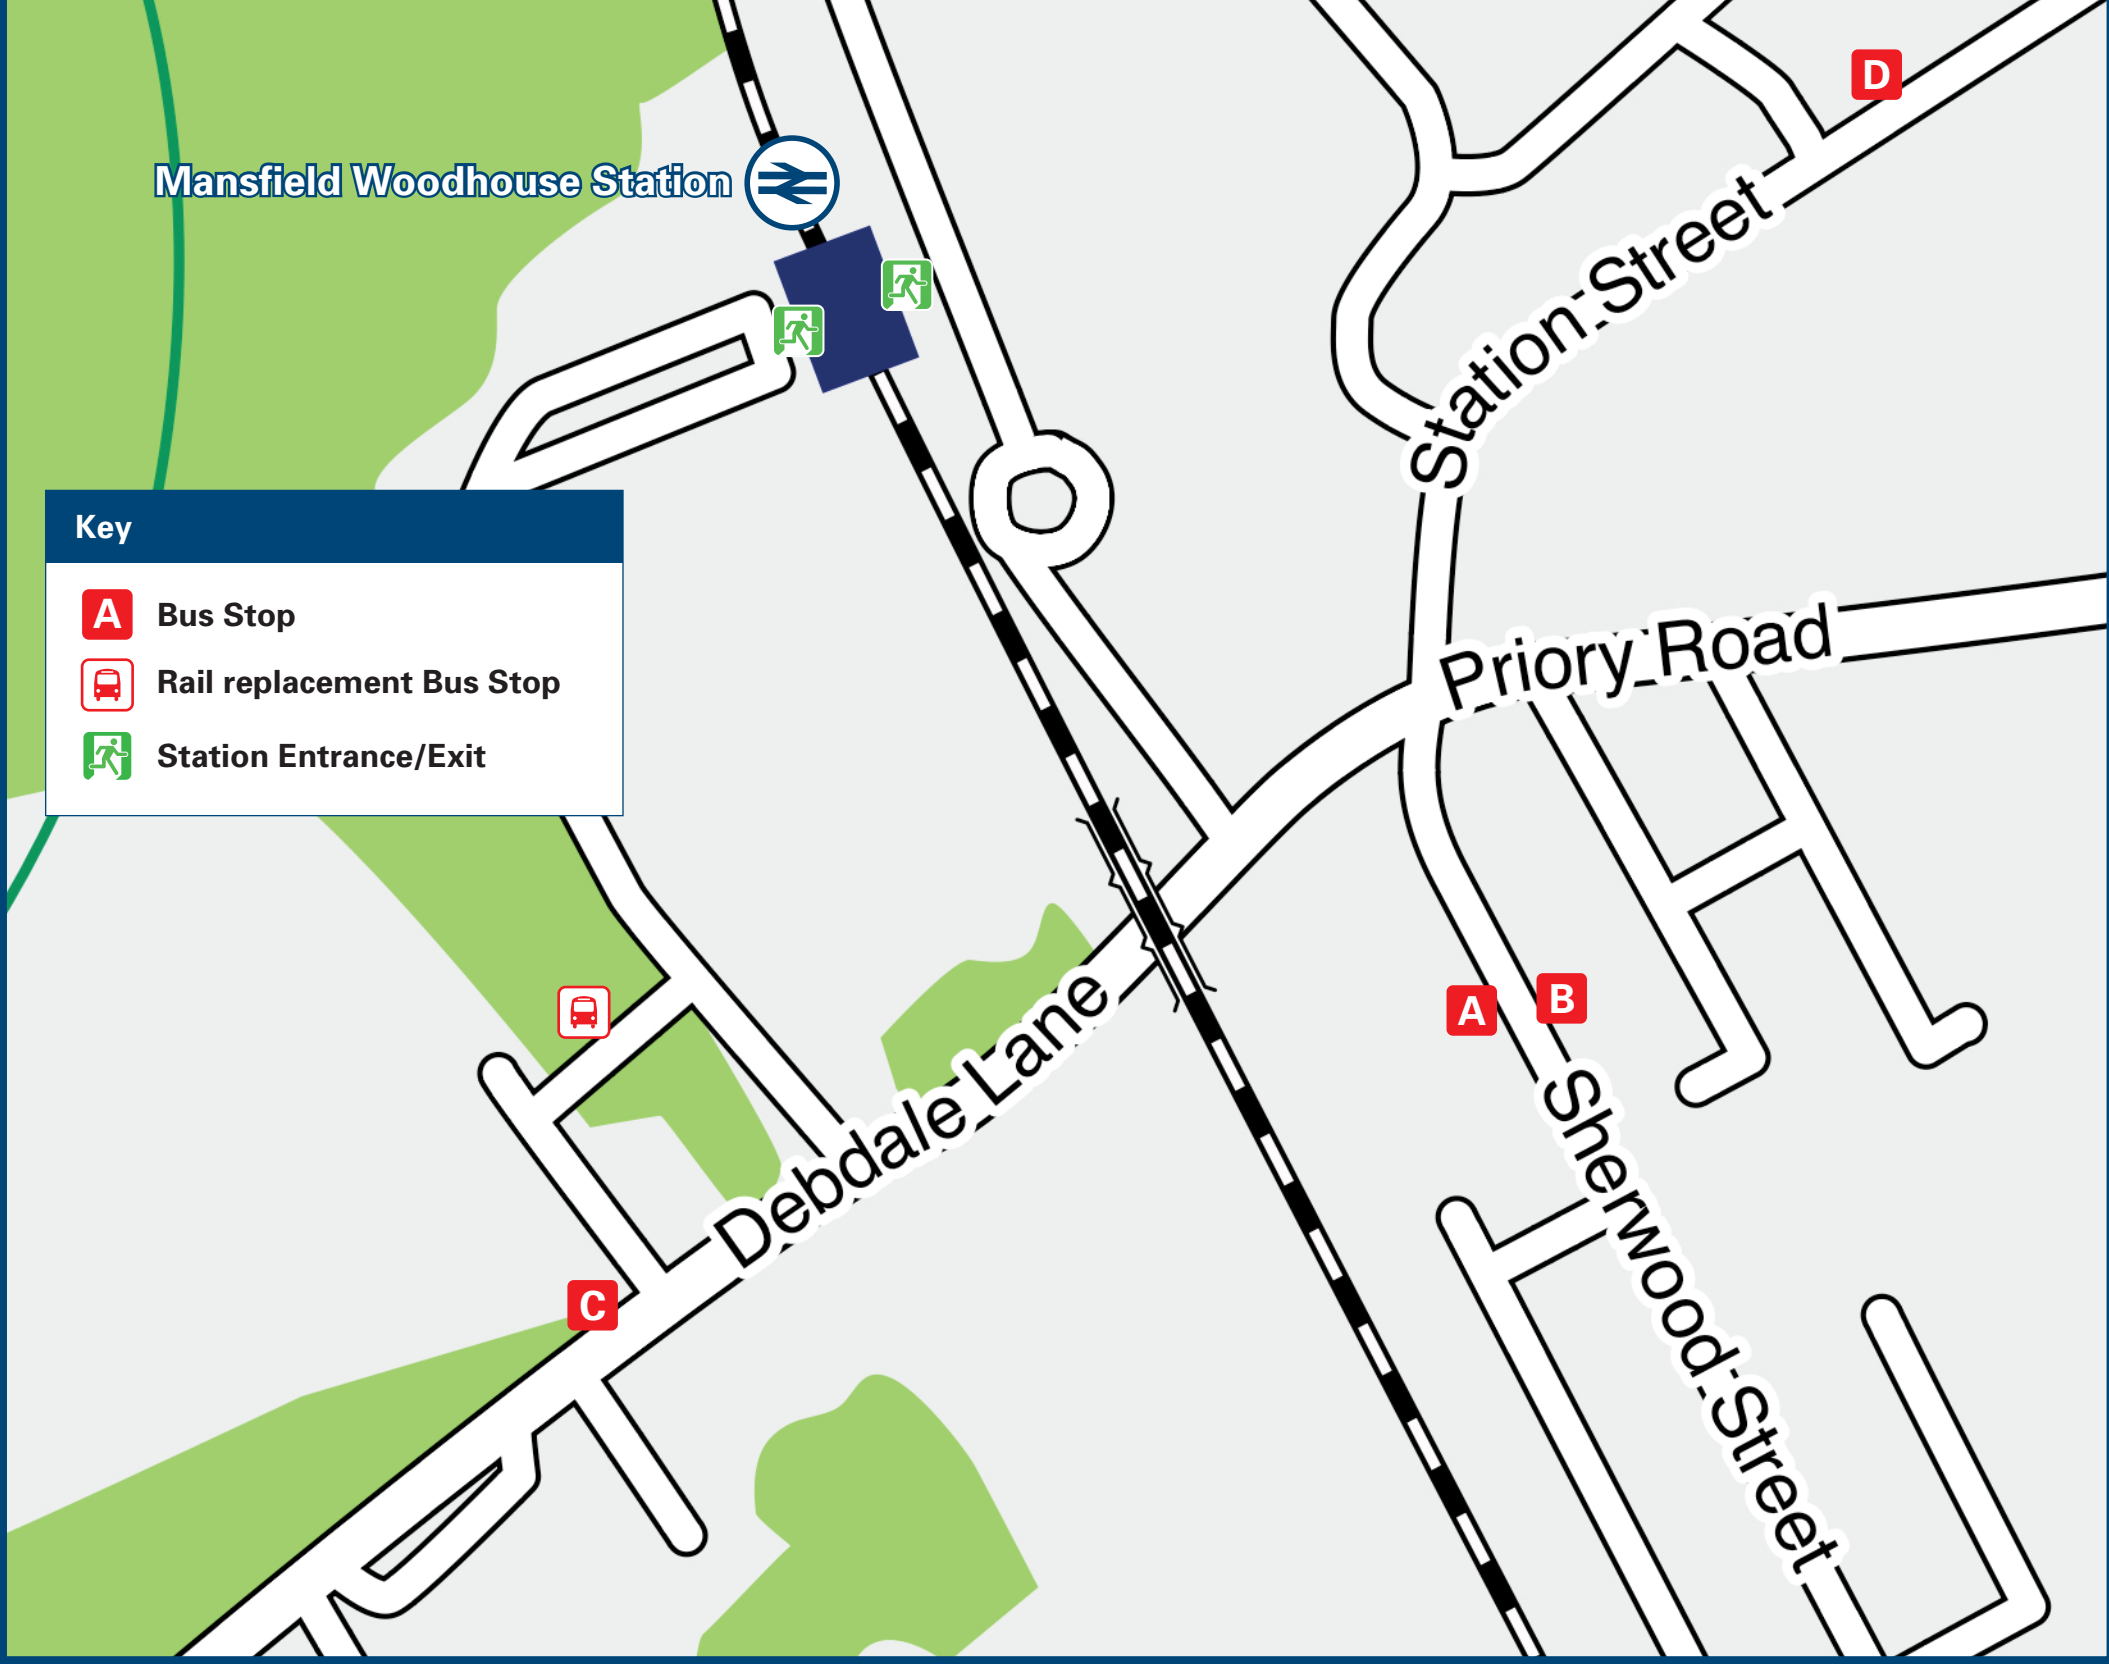 D
Mansfield Woodhouse Station
Station Street
Key
A Bus Stop
Rail replacement Bus Stop
Station Entrance/Exit
Priory Road
A
B
Debdale Lane
Sherwood Street
C